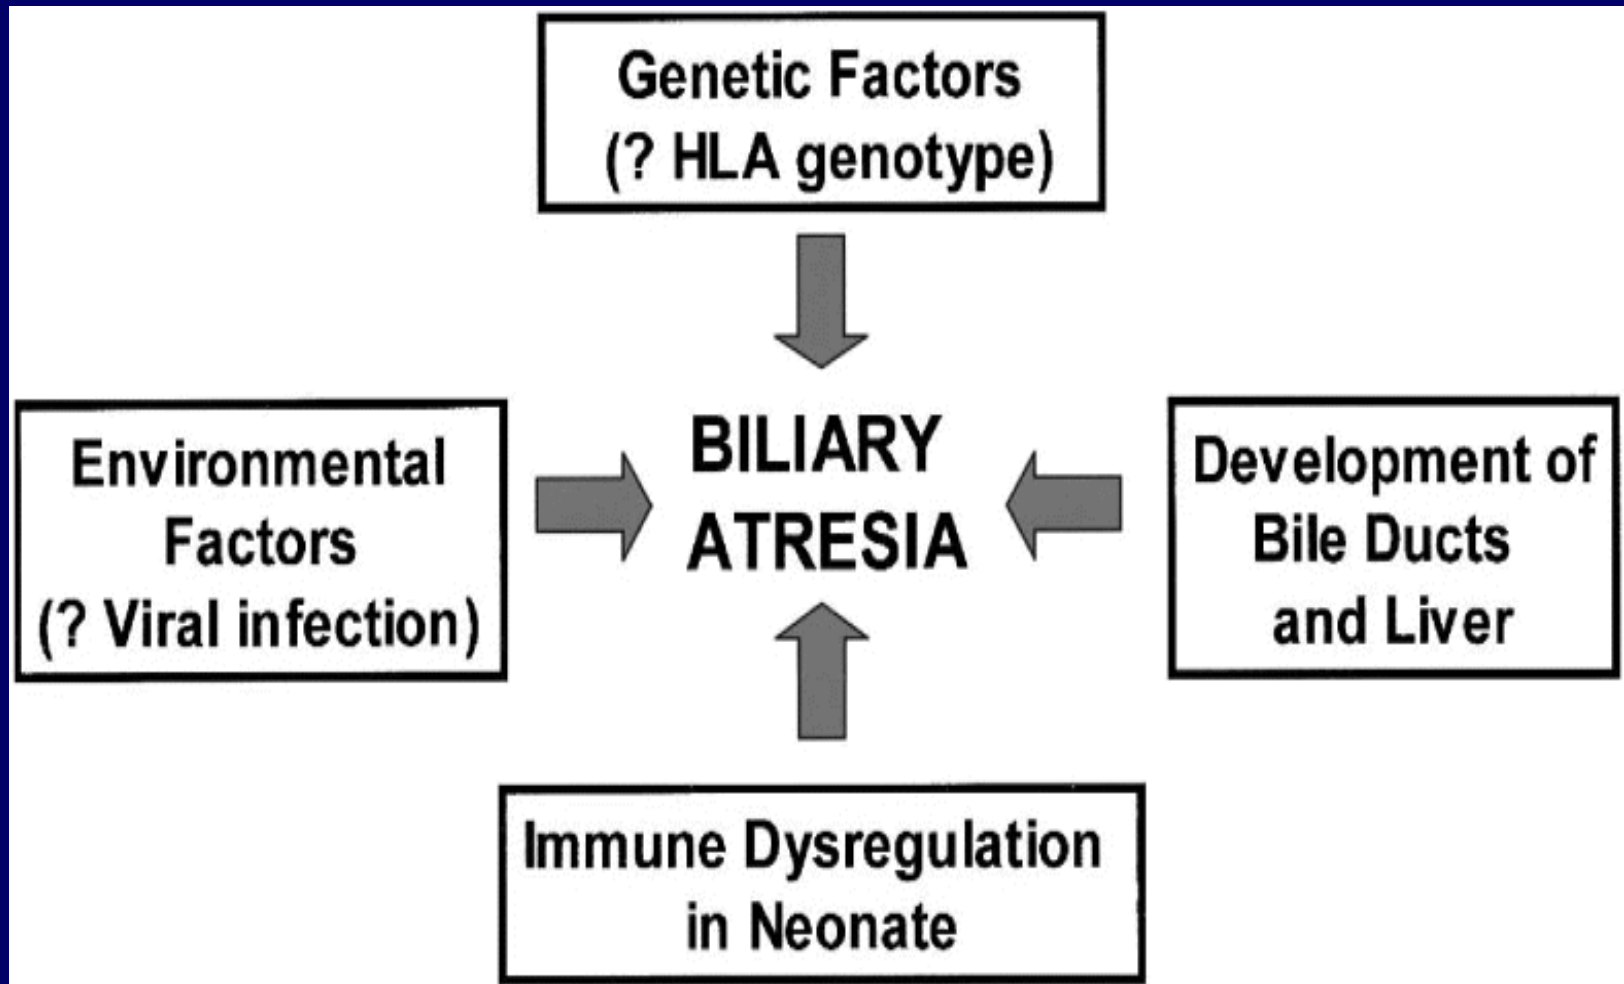 Genetic Factors
(? HLA genotype)
Environmental
Factors
(? Viral infection)
BILIARY
ATRESIA
Development of
Bile Ducts
and Liver
Immune Dysregulation
in Neonate